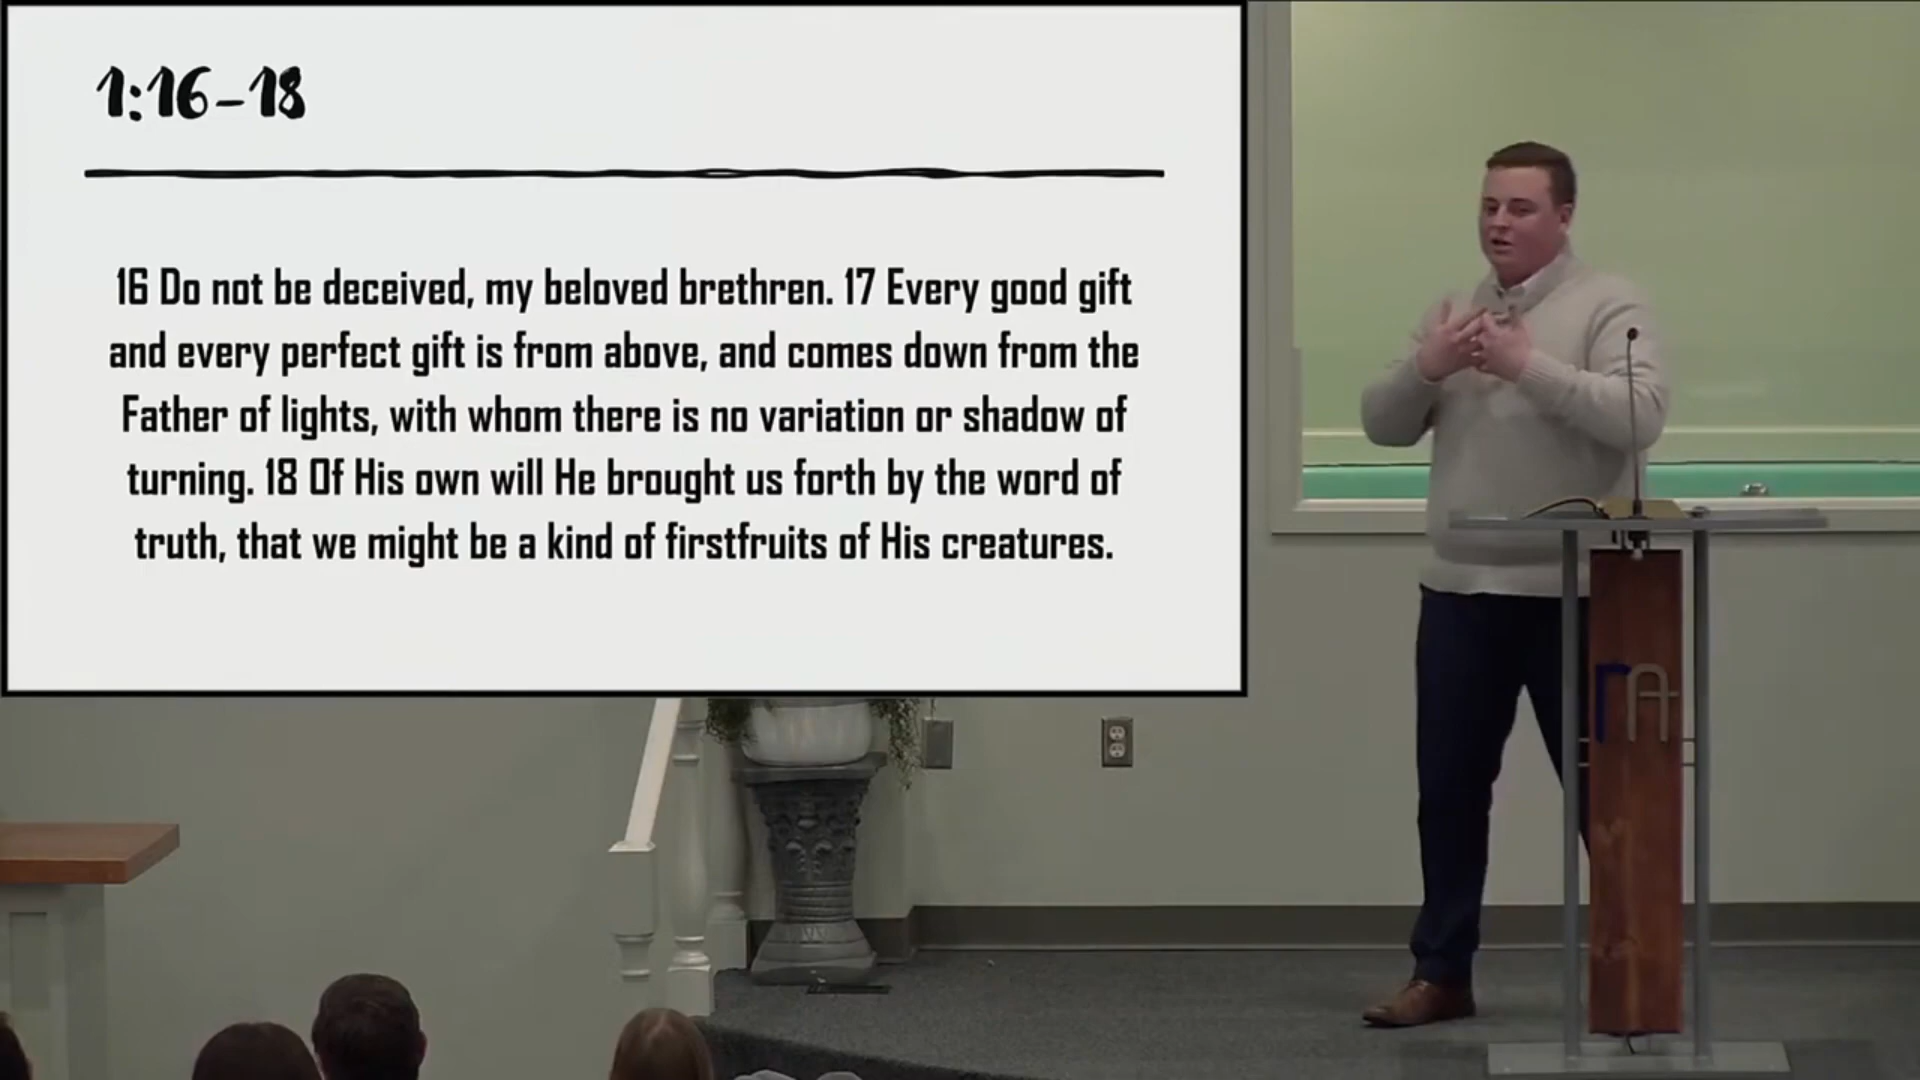 1:16-18
16 Do not be deceived, my beloved brethren. 17 Every good gift
and every perfect gift is from above, and comes down from the
Father of lights, with whom there is no variation or shadow of
turning. 18 Of His own will He brought us forth by the word of
truth, that we might be a kind of firstfruits of His creatures.